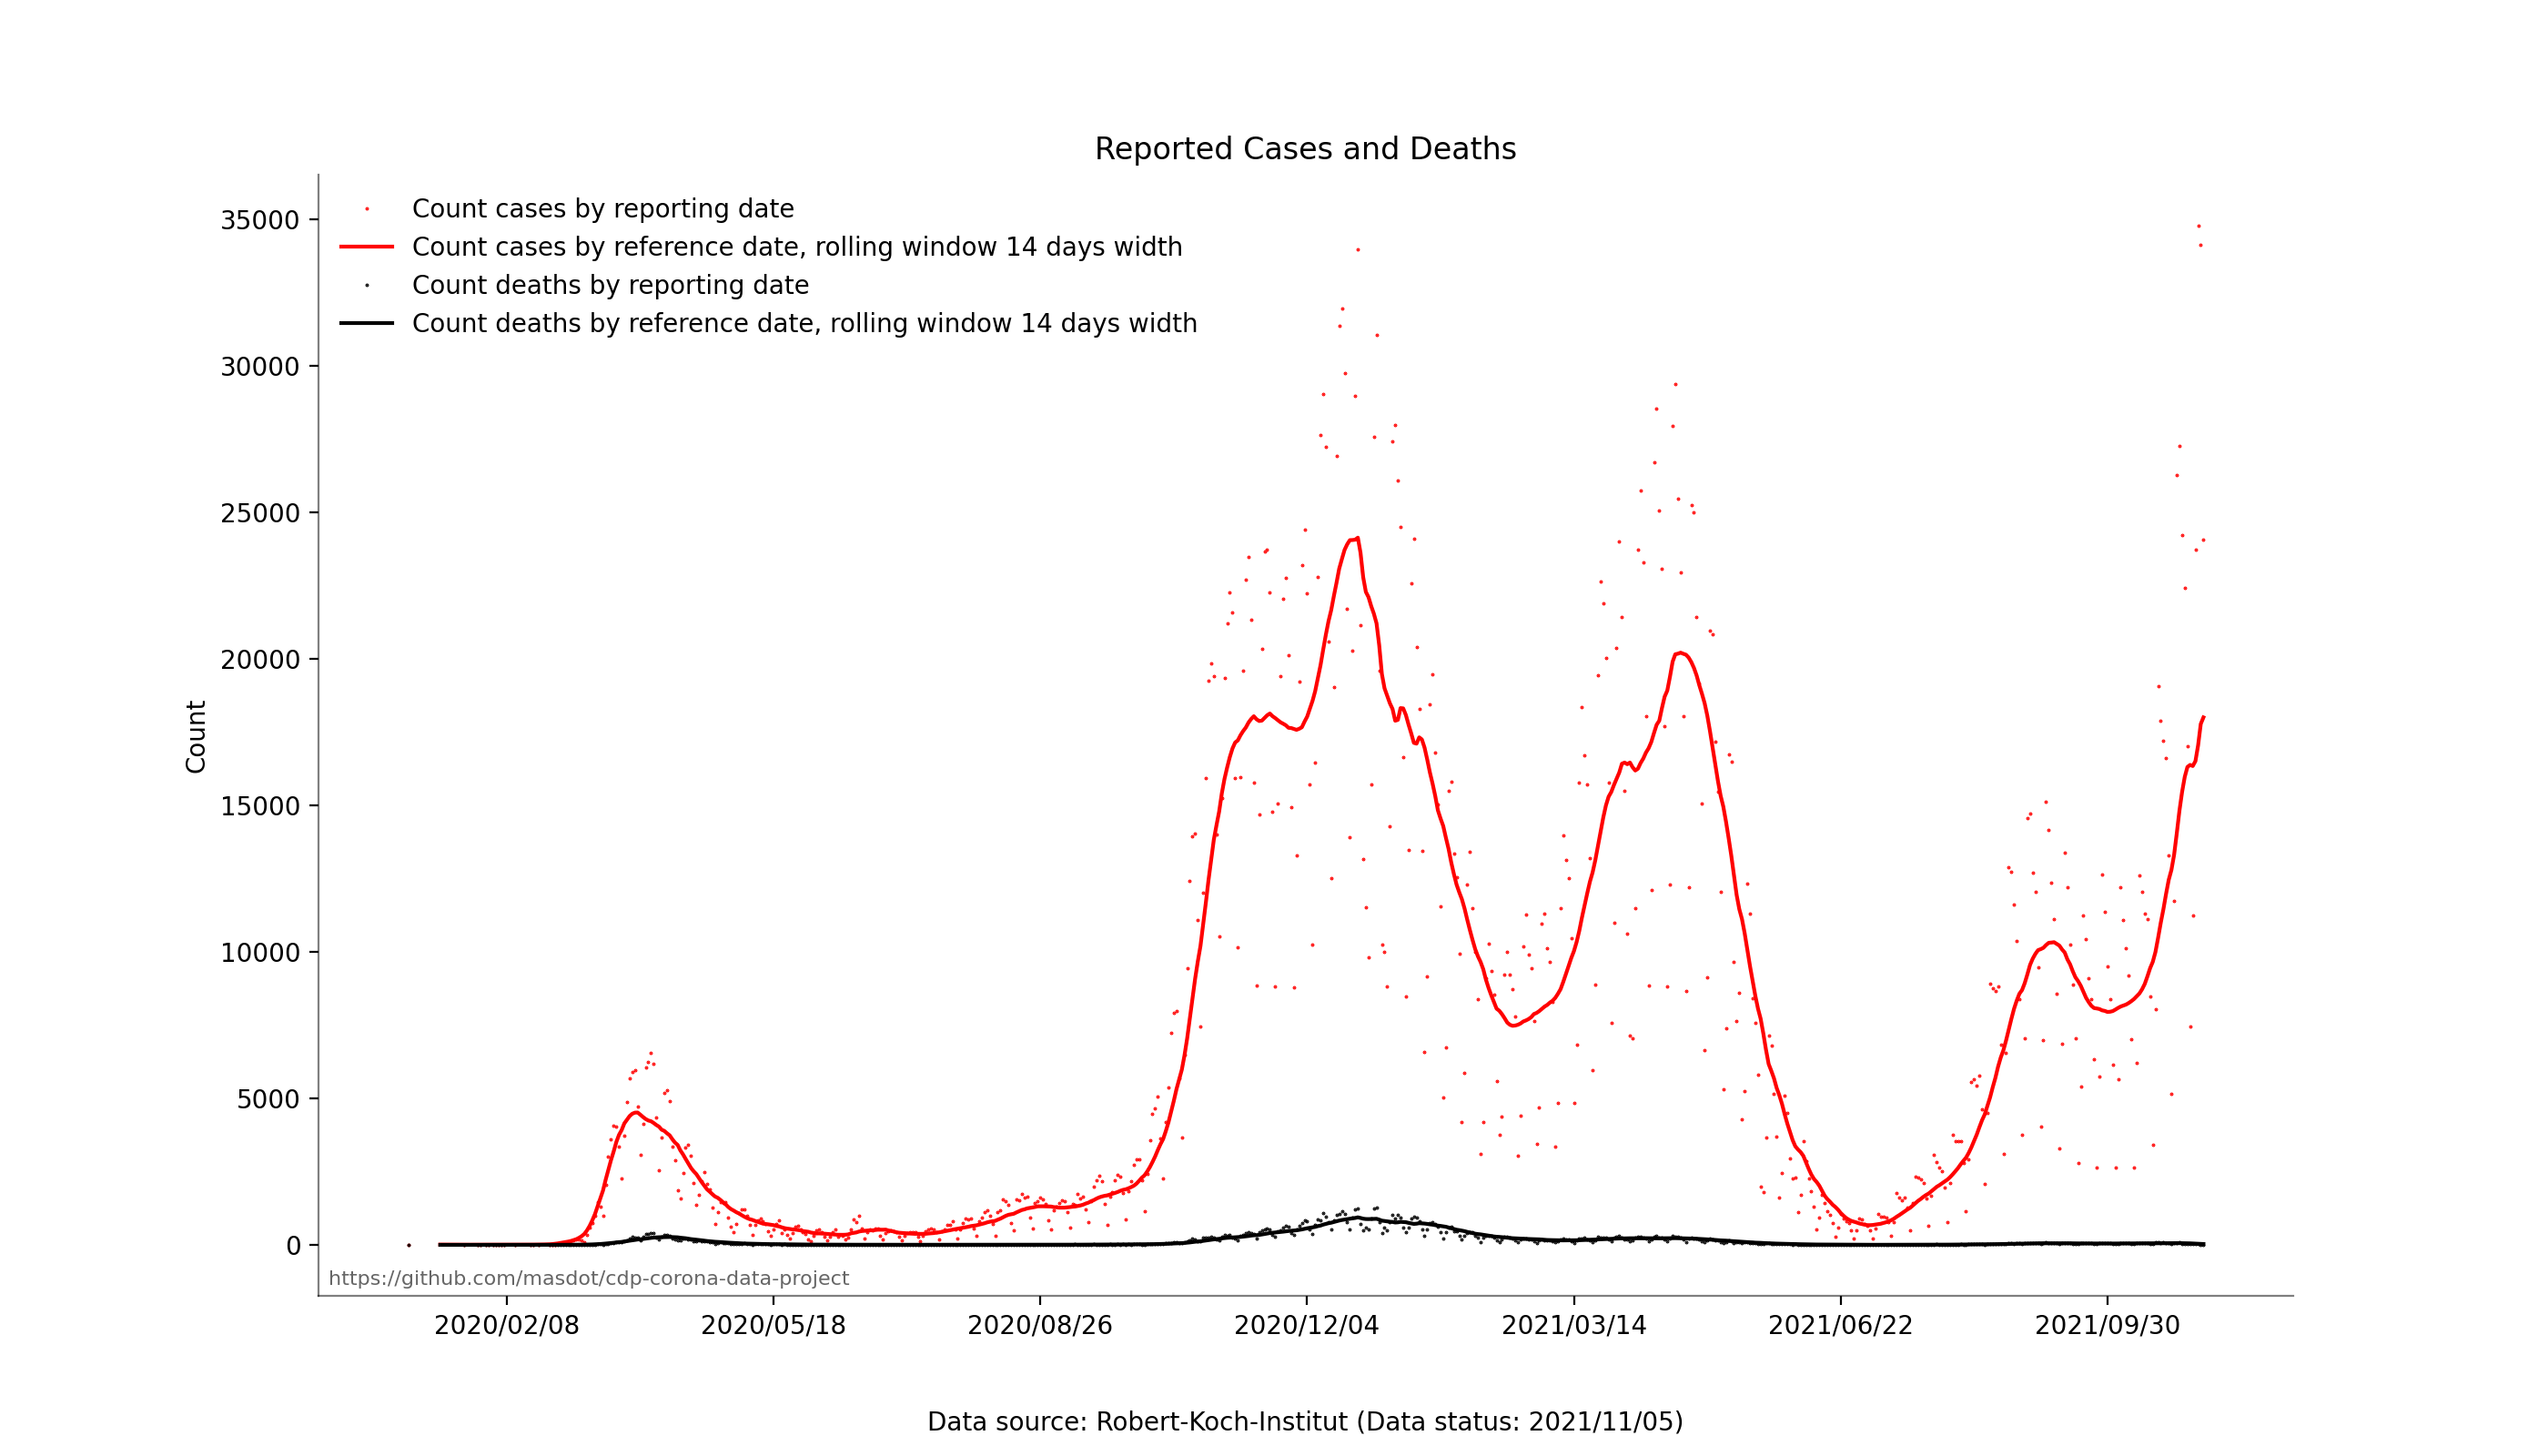 Reported Cases and Deaths
Count cases by reporting date
Count cases by reference date, rolling window 14 days width
Count deaths by reporting date
Count deaths by reference date, rolling window 14 days width
35000
30000
25000
20000
15000
10000
5000
0
Count
https://github.com/masdot/cdp-corona-data-project
2020/02/08 2020/05/18 2020/08/26 2020/12/04 2021/03/14 2021/06/22 2021/09/30
Data source: Robert-Koch-Institut (Data status: 2021/11/05)